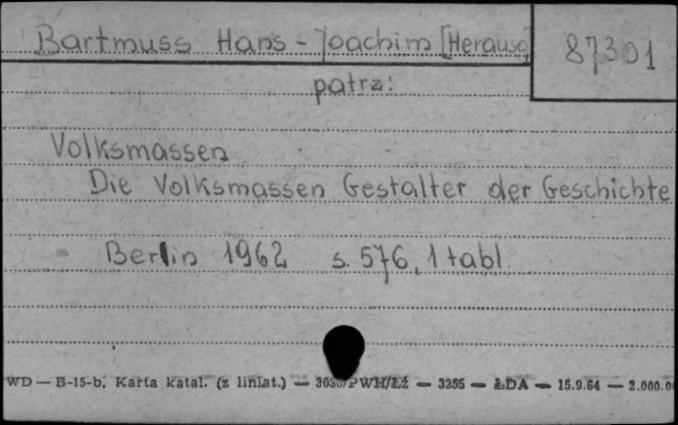 Bartmuss Hans-Joachim [Herausg]
87301
patrz:
Volksmassen
Die Volksmassen Gestalter der Geschichte
Berlin 1962 s. 576, 1 tabl.
WD — B-15-b, Karta katal. (z liniat.) — PWH/Łź — 3255 — ŁDA — 15.9.64 — 2.000.0